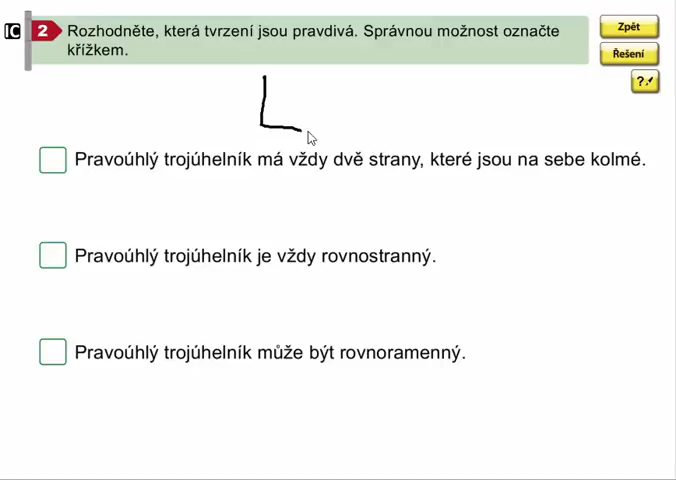 IC 2 Rozhodněte, která tvrzení jsou pravdivá. Správnou možnost označte
křížkem.
Zpět
Řešení
?
Pravoúhlý trojúhelník má vždy dvě strany, které jsou na sebe kolmé.
Pravoúhlý trojúhelník je vždy rovnostranný.
Pravoúhlý trojúhelník může být rovnoramenný.